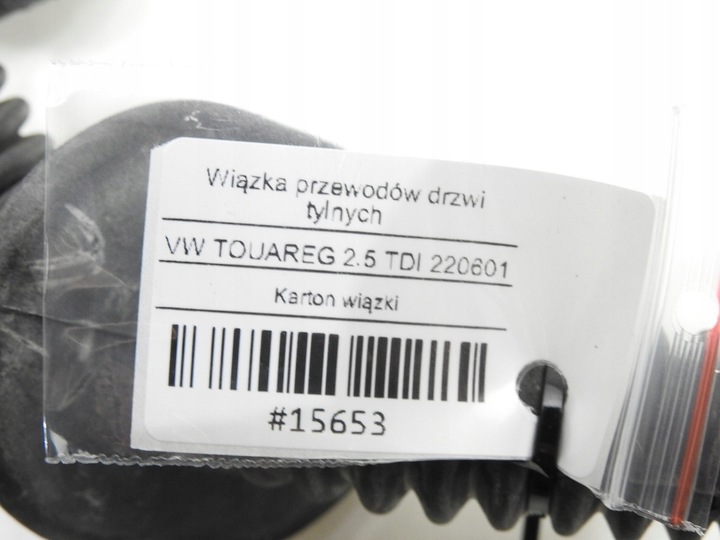 Wiązka przewodów drzwi
tylnych
VW TOUAREG 2.5 TDI 220601
Karton wiązki
#15653